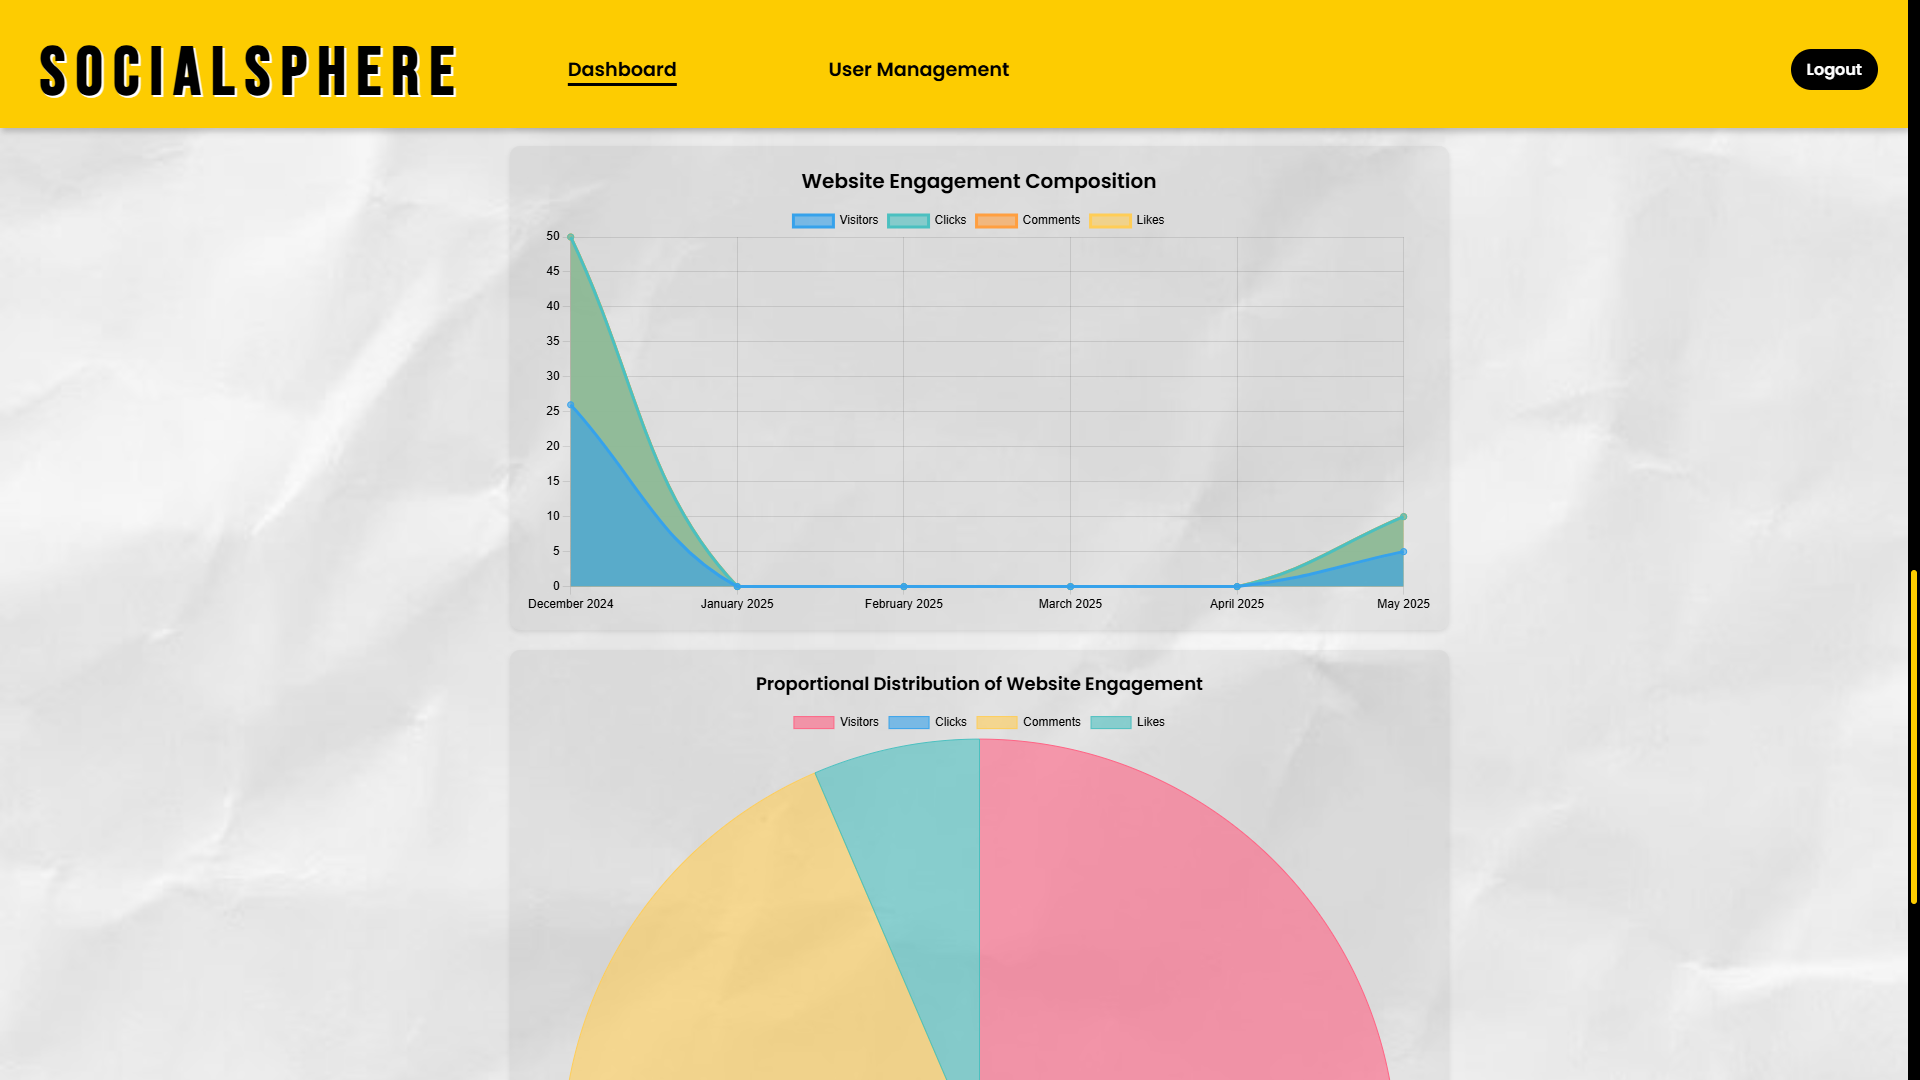 SOCIALSPHERE
Dashboard
User Management
Logout
Website Engagement Composition
Visitors Clicks Comments Likes
50
45
40
35
30
25
20
15
10
5
0
December 2024 January 2025 February 2025 March 2025 April 2025 May 2025
Proportional Distribution of Website Engagement
Visitors Clicks Comments Likes